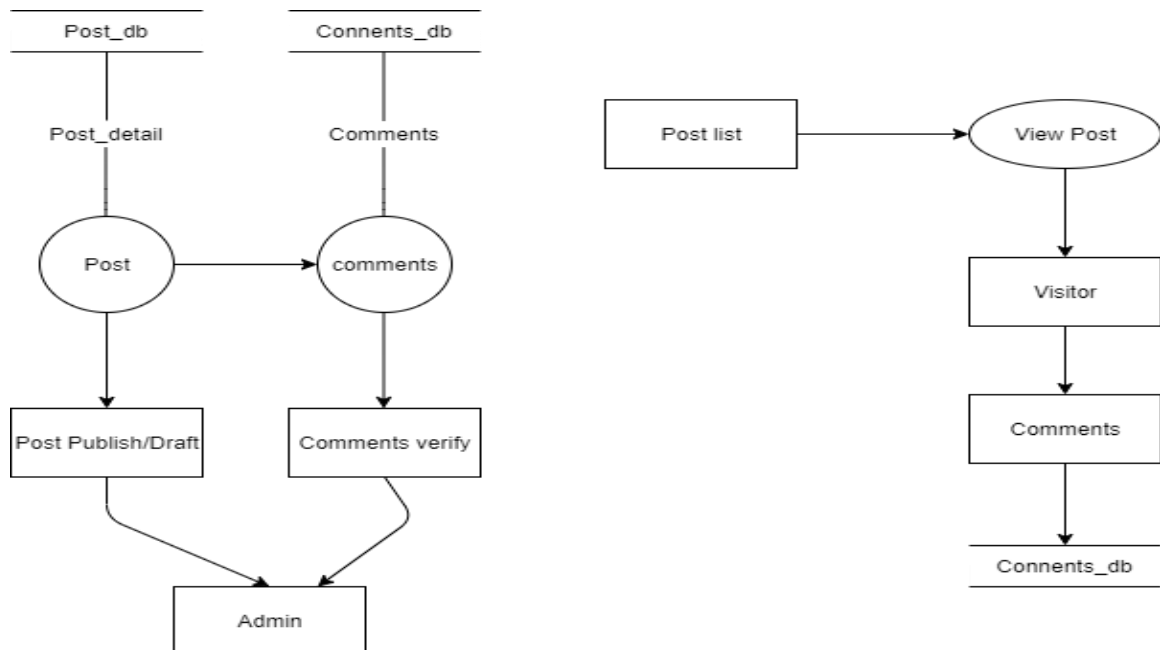 Post_db
Connents_db
Post_detail
Comments
Post
comments
Post Publish/Draft
Comments verify
Admin
Post list
View Post
Visitor
Comments
Connents_db